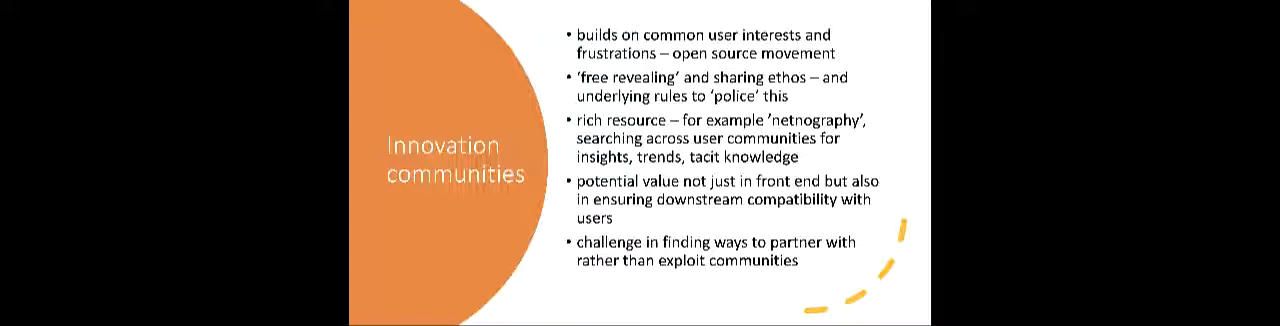 Innovation
communities
• builds on common user interests and
frustrations – open source movement
• ‘free revealing’ and sharing ethos – and
underlying rules to ‘police’ this
• rich resource – for example ‘netnography’,
searching across user communities for
insights, trends, tacit knowledge
• potential value not just in front end but also
in ensuring downstream compatibility with
users
• challenge in finding ways to partner with
rather than exploit communities